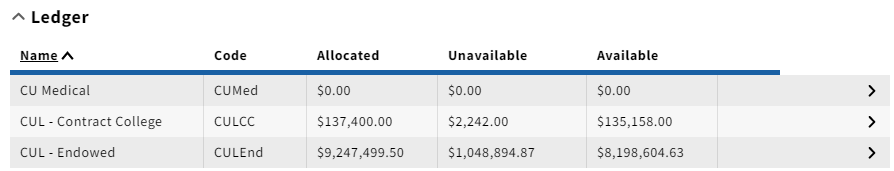 Ledger
Name Code Allocated Unavailable Available
CU Medical CUMed $0.00 $0.00 $0.00
CUL - Contract College CULCC $137,400.00 $2,242.00 $135,158.00
CUL - Endowed CULEnd $9,247,499.50 $1,048,894.87 $8,198,604.63